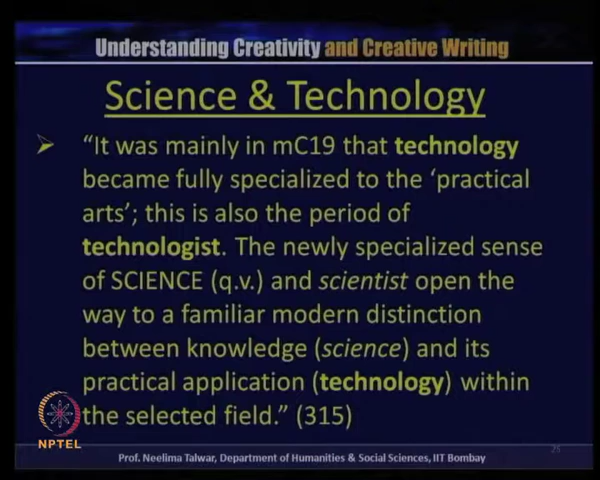 Understanding Creativity and Creative Writing
Science & Technology
➤ “It was mainly in mC19 that technology
became fully specialized to the ‘practical
arts’; this is also the period of
technologist. The newly specialized sense
of SCIENCE (q.v.) and scientist open the
way to a familiar modern distinction
between knowledge (science) and its
practical application (technology) within
the selected field.” (315)
NPTEL
Prof. Neelima Talwar, Department of Humanities & Social Sciences, IIT Bombay
25